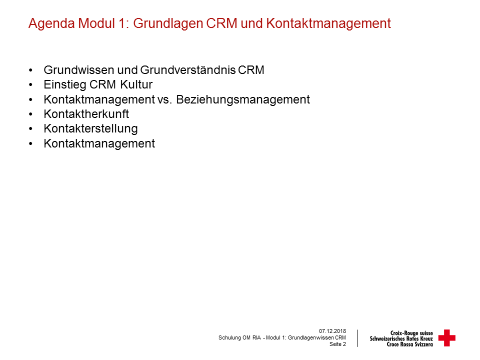 Agenda Modul 1: Grundlagen CRM und Kontaktmanagement
• Grundwissen und Grundverständnis CRM
• Einstieg CRM Kultur
• Kontaktmanagement vs. Beziehungsmanagement
• Kontaktherkunft
• Kontakterstellung
• Kontaktmanagement
07.12.2018
Schulung OM RIA – Modul 1: Grundlagenwissen CRM
Seite 2
Croix-Rouge suisse
Schweizerisches Rotes Kreuz
Croce Rossa Svizzera